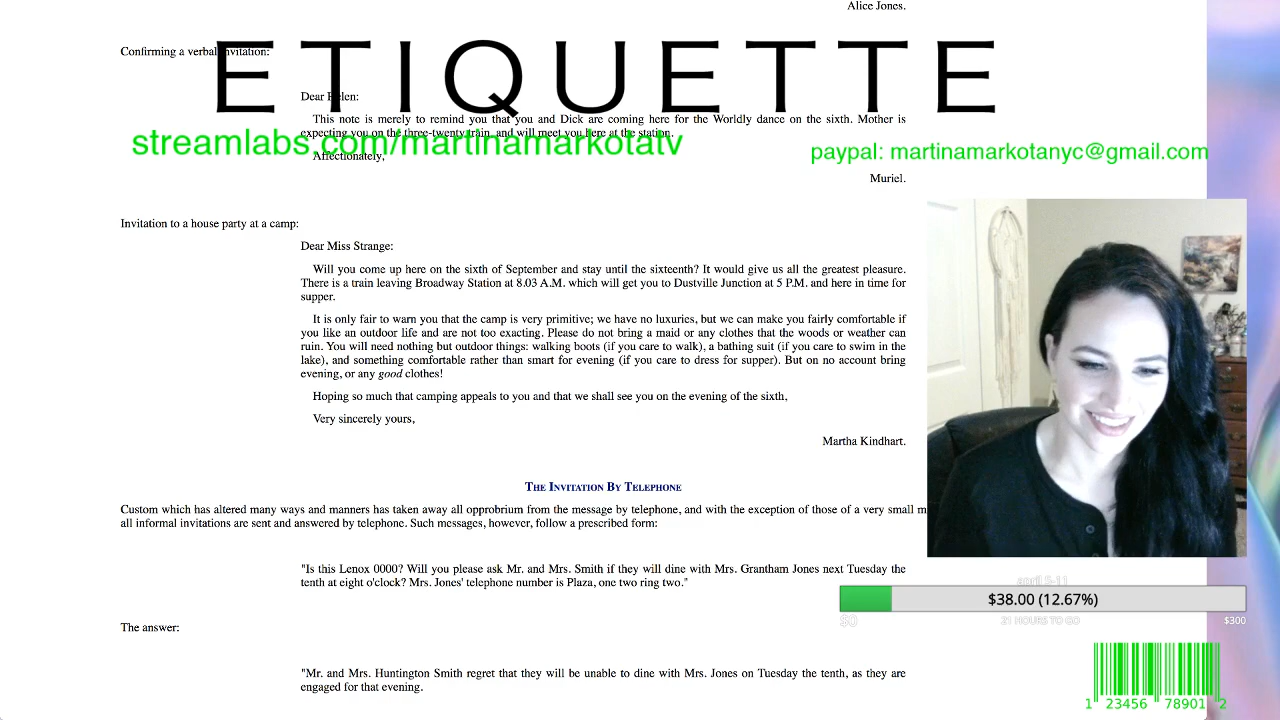 Alice Jones.
ETIQUETTE
Confirming a verbal invitation:
Dear Helen:
This note is merely to remind you that you and Dick are coming here for the Worldly dance on the sixth. Mother is
expecting you on the three-twenty train, and will meet you here at the station.
streamlabs.com/martinamarkotatv
paypal: martinamarkotanyc@gmail.com
Affectionately,
Muriel.
Invitation to a house party at a camp:
Dear Miss Strange:
Will you come up here on the sixth of September and stay until the sixteenth? It would give us all the greatest pleasure.
There is a train leaving Broadway Station at 8.03 A.M. which will get you to Dustville Junction at 5 P.M. and here in time for
supper.
It is only fair to warn you that the camp is very primitive; we have no luxuries, but we can make you fairly comfortable if
you like an outdoor life and are not too exacting. Please do not bring a maid or any clothes that the woods or weather can
ruin. You will need nothing but outdoor things: walking boots (if you care to walk), a bathing suit (if you care to swim in the
lake), and something comfortable rather than smart for evening (if you care to dress for supper). But on no account bring
evening, or any good clothes!
Hoping so much that camping appeals to you and that we shall see you on the evening of the sixth,
Very sincerely yours,
Martha Kindhart.
The Invitation By Telephone
Custom which has altered many ways and manners has taken away all opprobrium from the message by telephone, and with the exception of those of a very small m
all informal invitations are sent and answered by telephone. Such messages, however, follow a prescribed form:
"Is this Lenox 0000? Will you please ask Mr. and Mrs. Smith if they will dine with Mrs. Grantham Jones next Tuesday the
tenth at eight o'clock? Mrs. Jones' telephone number is Plaza, one two ring two."
april 5-11
$38.00 (12.67%)
$0 21 HOURS TO GO $300
The answer:
"Mr. and Mrs. Huntington Smith regret that they will be unable to dine with Mrs. Jones on Tuesday the tenth, as they are
engaged for that evening.
1 23456 78901 2